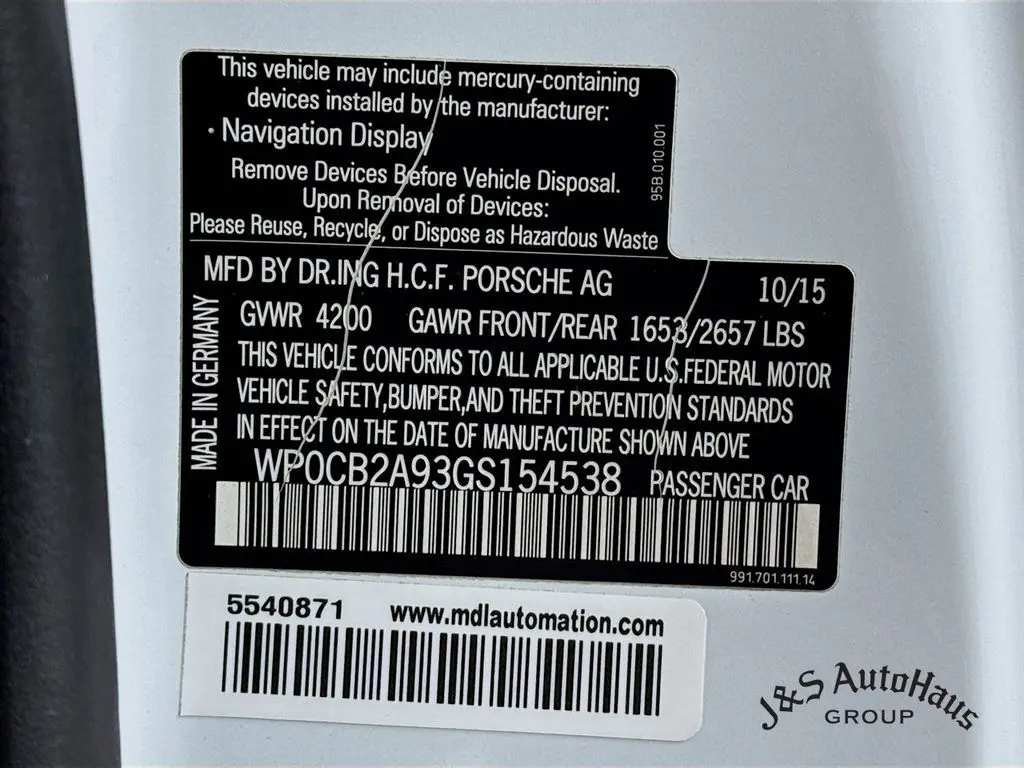 This vehicle may include mercury-containing
devices installed by the manufacturer:
· Navigation Display
Remove Devices Before Vehicle Disposal.
Upon Removal of Devices:
Please Reuse, Recycle, or Dispose as Hazardous Waste
95B.010.001
MFD BY DR.ING H.C.F. PORSCHE AG 10/15
GVWR 4200 GAWR FRONT/REAR 1653/2657 LBS
MADE IN GERMANY
THIS VEHICLE CONFORMS TO ALL APPLICABLE U.S.FEDERAL MOTOR
VEHICLE SAFETY,BUMPER,AND THEFT PREVENTION STANDARDS
IN EFFECT ON THE DATE OF MANUFACTURE SHOWN ABOVE
WP0CB2A93GS154538 PASSENGER CAR
991.701.111.14
5540871 www.mdlautomation.com
J&S AutoHaus
GROUP